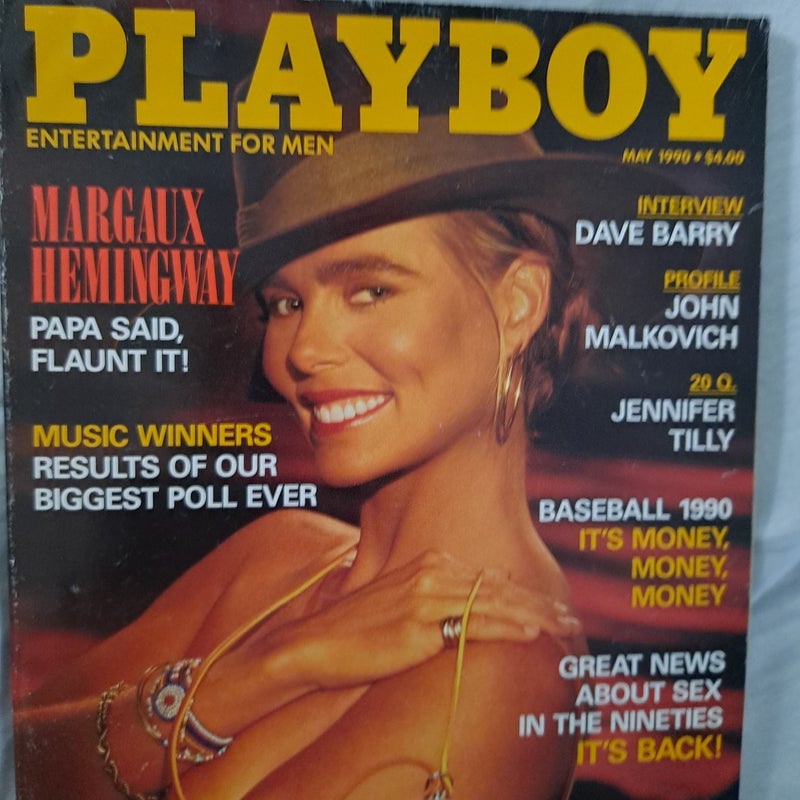 PLAYBOY
ENTERTAINMENT FOR MEN
MAY 1990 • $4.00
MARGAUX
HEMINGWAY
PAPA SAID,
FLAUNT IT!
MUSIC WINNERS
RESULTS OF OUR
BIGGEST POLL EVER
INTERVIEW
DAVE BARRY
PROFILE
JOHN
MALKOVICH
20 Q.
JENNIFER
TILLY
BASEBALL 1990
IT'S MONEY,
MONEY,
MONEY
GREAT NEWS
ABOUT SEX
IN THE NINETIES
IT'S BACK!